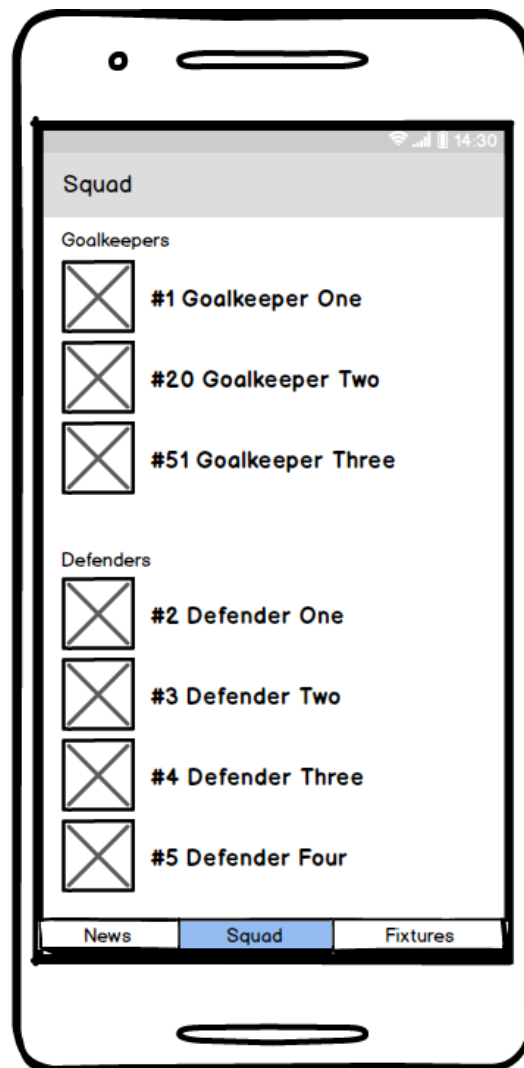 14:30
Squad
Goalkeepers
#1 Goalkeeper One
#20 Goalkeeper Two
#51 Goalkeeper Three
Defenders
#2 Defender One
#3 Defender Two
#4 Defender Three
#5 Defender Four
News Squad Fixtures